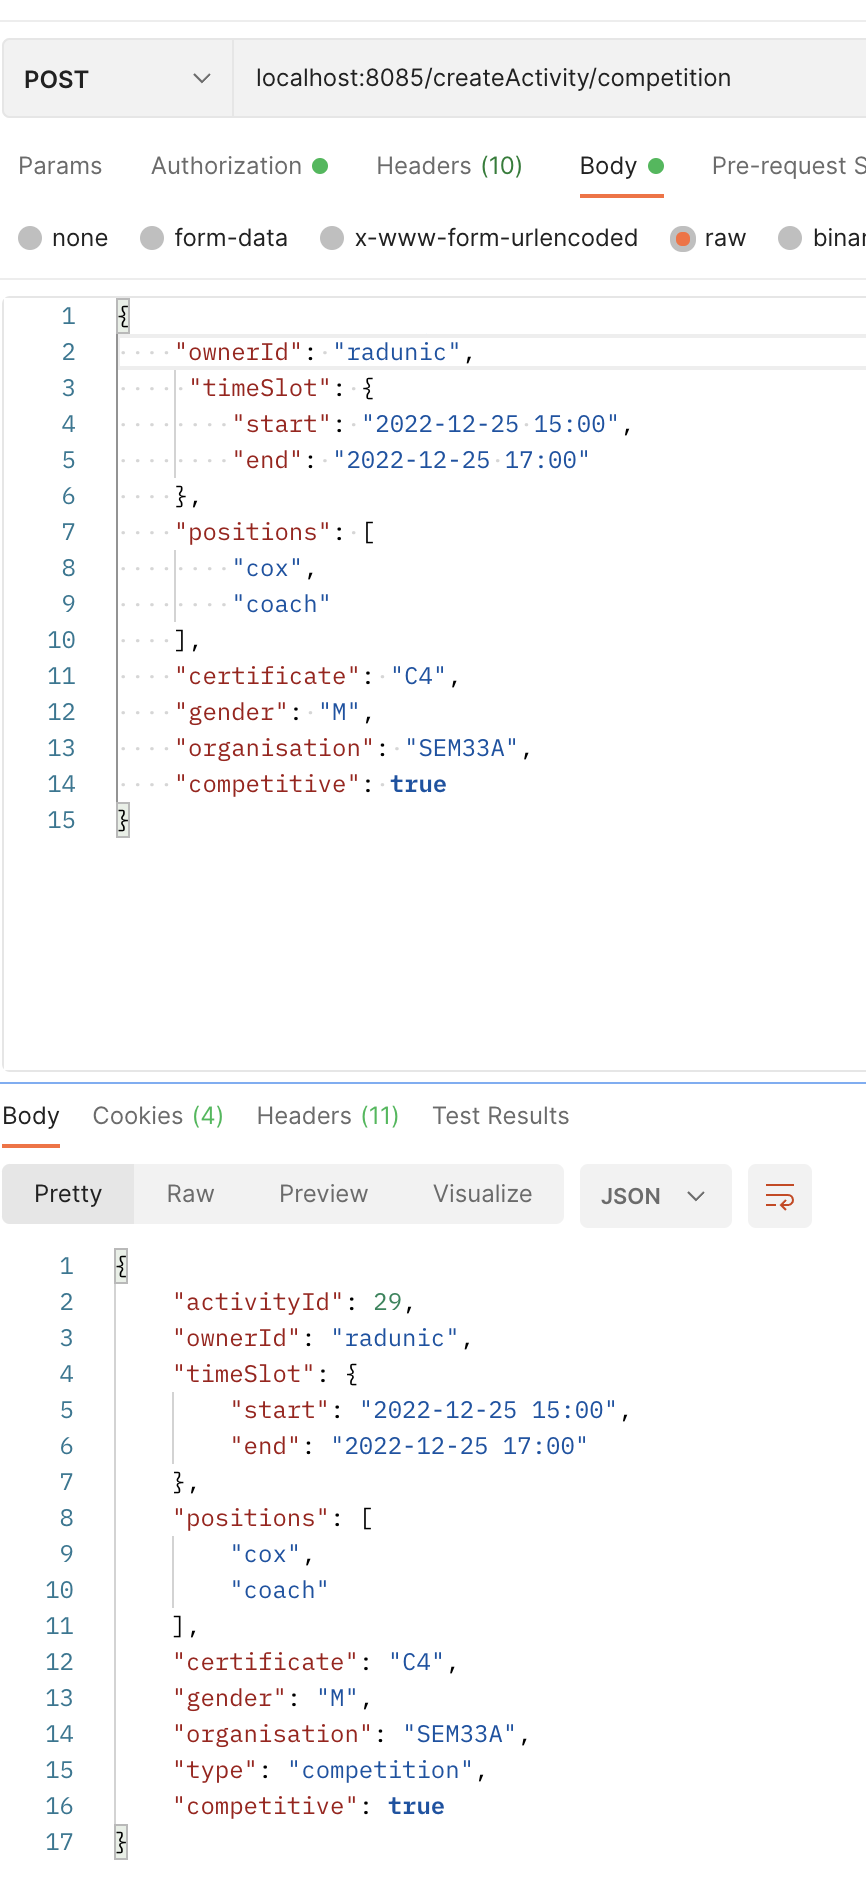 POST localhost:8085/createActivity/competition
Params Authorization Headers (10) Body Pre-request S
none form-data x-www-form-urlencoded raw binar
1 {
2 "ownerId": "radunic",
3 "timeSlot": {
4 "start": "2022-12-25 15:00",
5 "end": "2022-12-25 17:00"
6 },
7 "positions": [
8 "cox",
9 "coach"
10 ],
11 "certificate": "C4",
12 "gender": "M",
13 "organisation": "SEM33A",
14 "competitive": true
15 }
Body Cookies (4) Headers (11) Test Results
Pretty Raw Preview Visualize JSON
1 {
2 "activityId": 29,
3 "ownerId": "radunic",
4 "timeSlot": {
5 "start": "2022-12-25 15:00",
6 "end": "2022-12-25 17:00"
7 },
8 "positions": [
9 "cox",
10 "coach"
11 ],
12 "certificate": "C4",
13 "gender": "M",
14 "organisation": "SEM33A",
15 "type": "competition",
16 "competitive": true
17 }